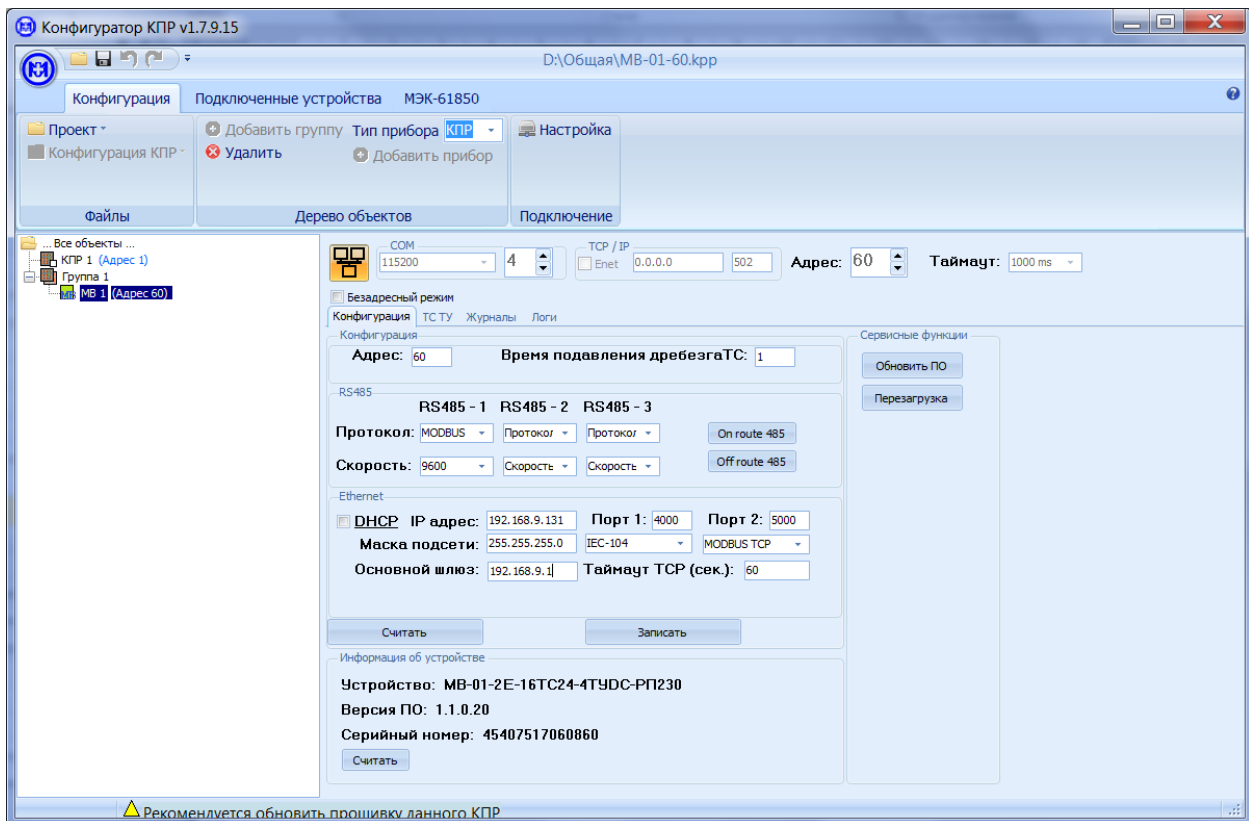 Конфигуратор КПР v1.7.9.15
D:\Общая\MB-01-60.kpp
Конфигурация Подключенные устройства МЭК-61850
Проект Добавить группу Тип прибора КПР Настройка
Конфигурация КПР Удалить Добавить прибор
Файлы Дерево объектов Подключение
... Все объекты ...
КПР 1 (Адрес 1)
Группа 1
МВ 1 (Адрес 60)
COM TCP / IP
115200 4 Enet 0.0.0.0 502 Адрес: 60 Таймаут: 1000 ms
Безадресный режим
Конфигурация ТС ТУ Журналы Логи
Конфигурация
Адрес: 60 Время подавления дребезгаТС: 1
RS485
RS485 - 1 RS485 - 2 RS485 - 3
Протокол: MODBUS Протокол Протокол On route 485
Скорость: 9600 Скорость Скорость Off route 485
Ethernet
DHCP IP адрес: 192.168.9.131 Порт 1: 4000 Порт 2: 5000
Маска подсети: 255.255.255.0 IEC-104 MODBUS TCP
Основной шлюз: 192.168.9.1 Таймаут TCP (сек.): 60
Считать Записать
Информация об устройстве
Устройство: МВ-01-2Е-16ТС24-4ТУDC-РП230
Версия ПО: 1.1.0.20
Серийный номер: 45407517060860
Считать
Сервисные функции
Обновить ПО
Перезагрузка
Рекомендуется обновить прошивку данного КПР